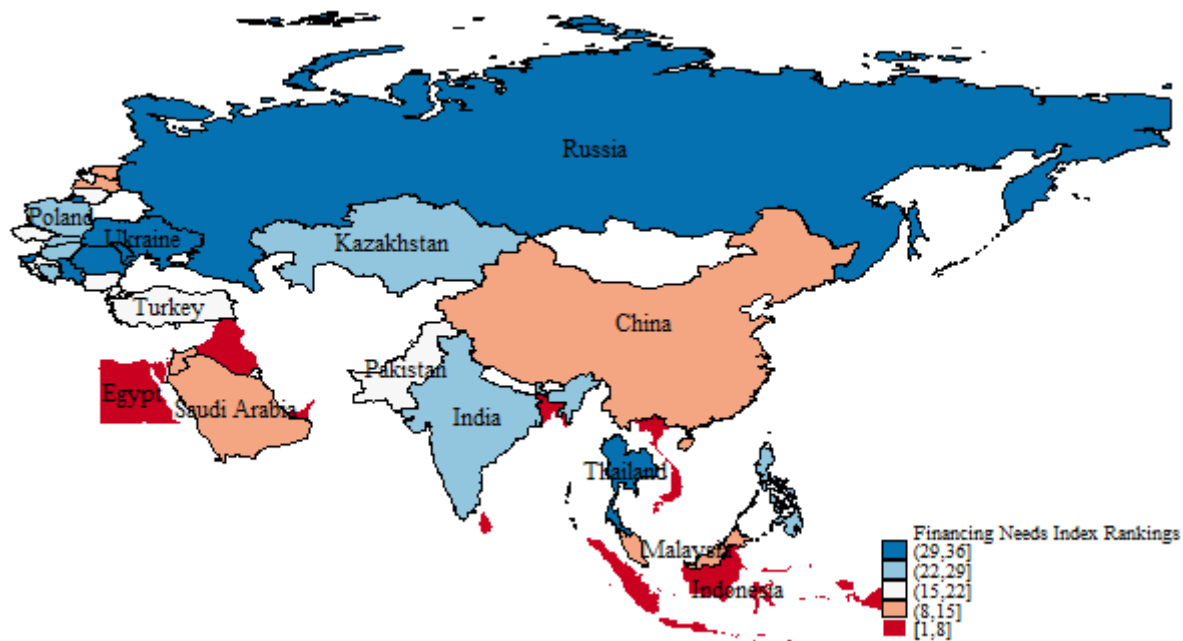 Russia
Poland
Ukraine
Kazakhstan
Turkey
China
Pakistan
Egypt
Saudi Arabia
India
Thailand
Malaysia
Indonesia
Financing Needs Index Rankings
(29,36]
(22,29]
(15,22]
(8,15]
[1,8]